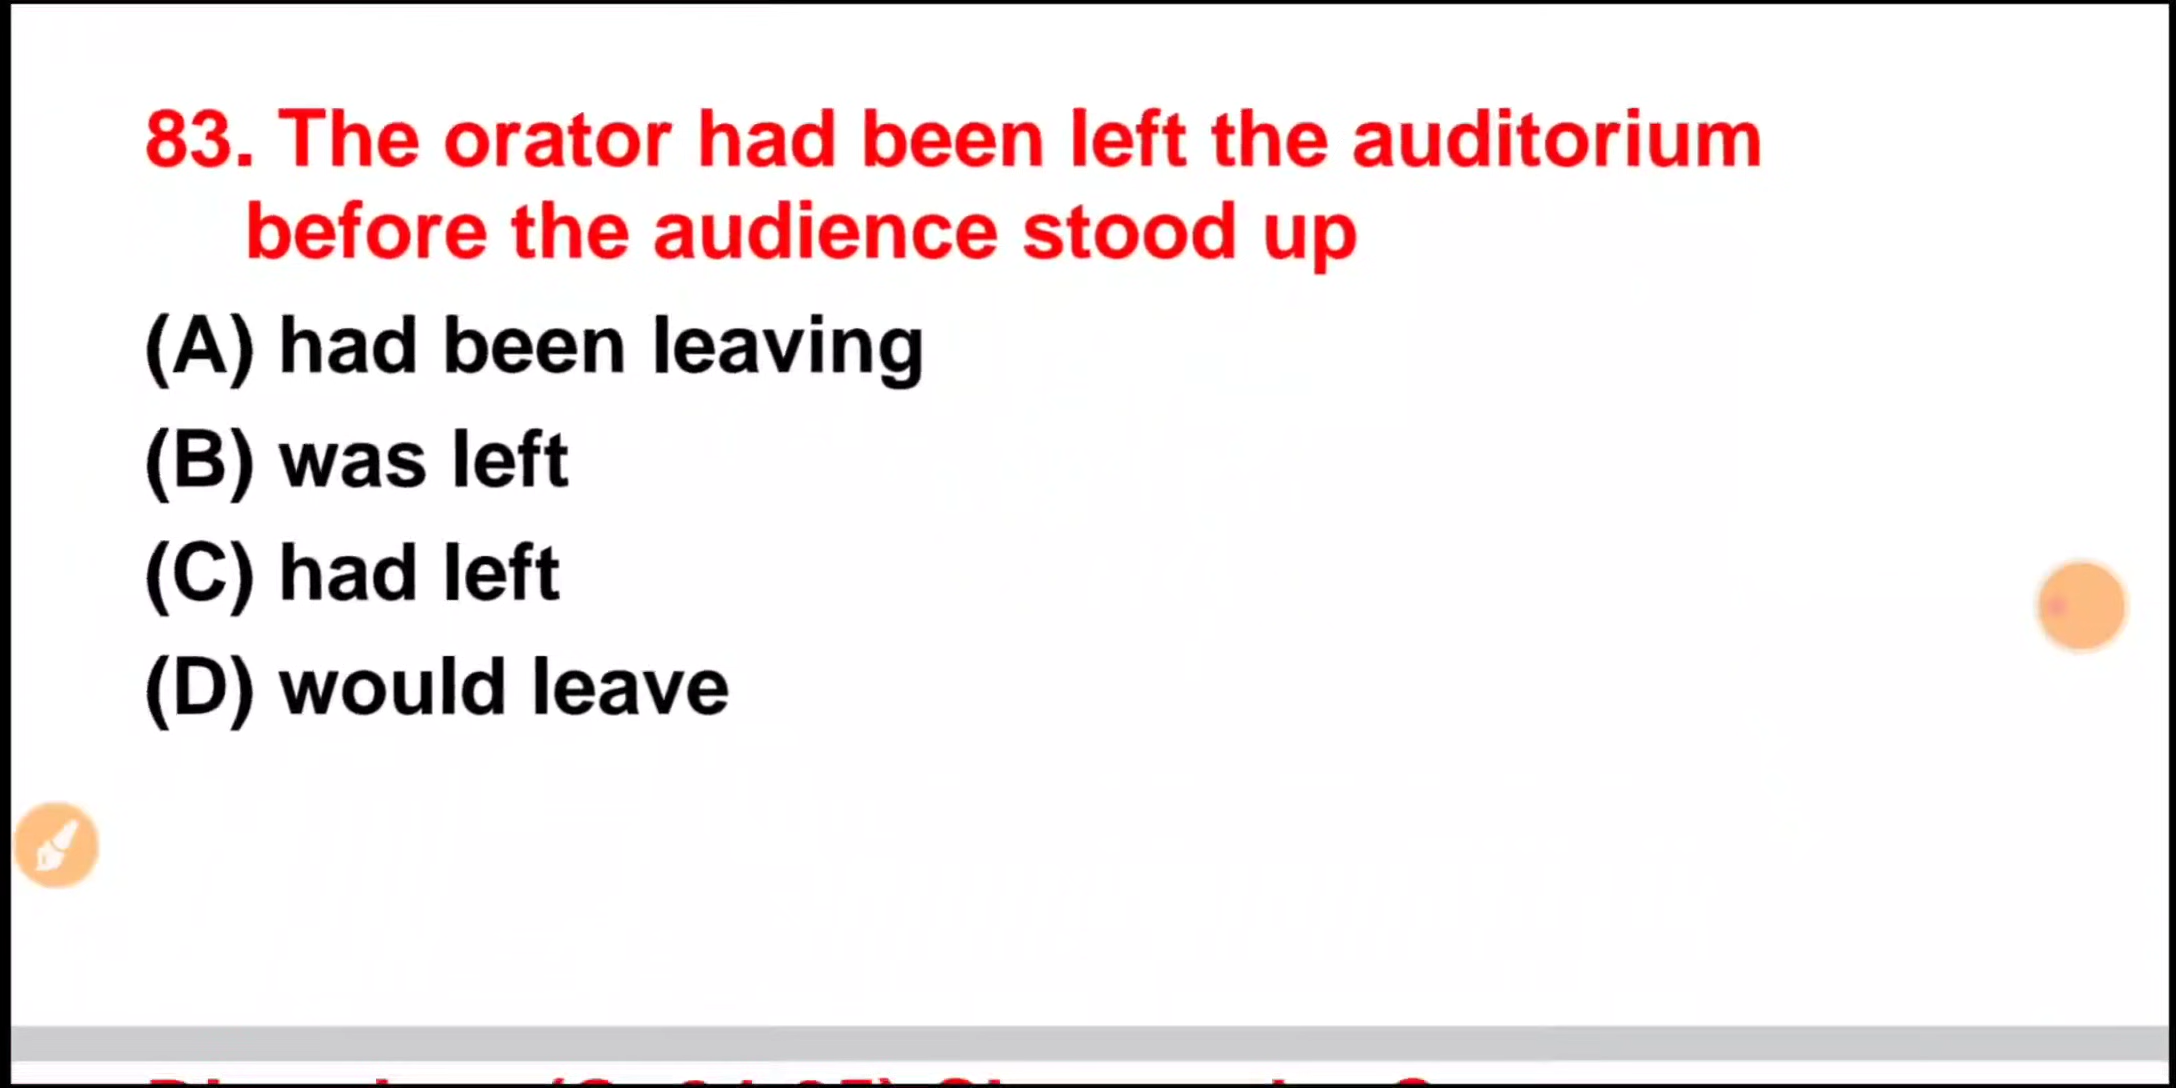 83. The orator had been left the auditorium
before the audience stood up
(A) had been leaving
(B) was left
(C) had left
(D) would leave